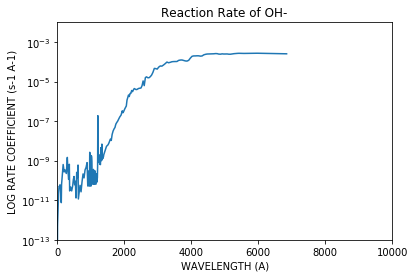 Reaction Rate of OH-
LOG RATE COEFFICIENT (s-1 A-1)
10⁻³
10⁻⁵
10⁻⁷
10⁻⁹
10⁻¹¹
10⁻¹³
0 2000 4000 6000 8000 10000
WAVELENGTH (A)